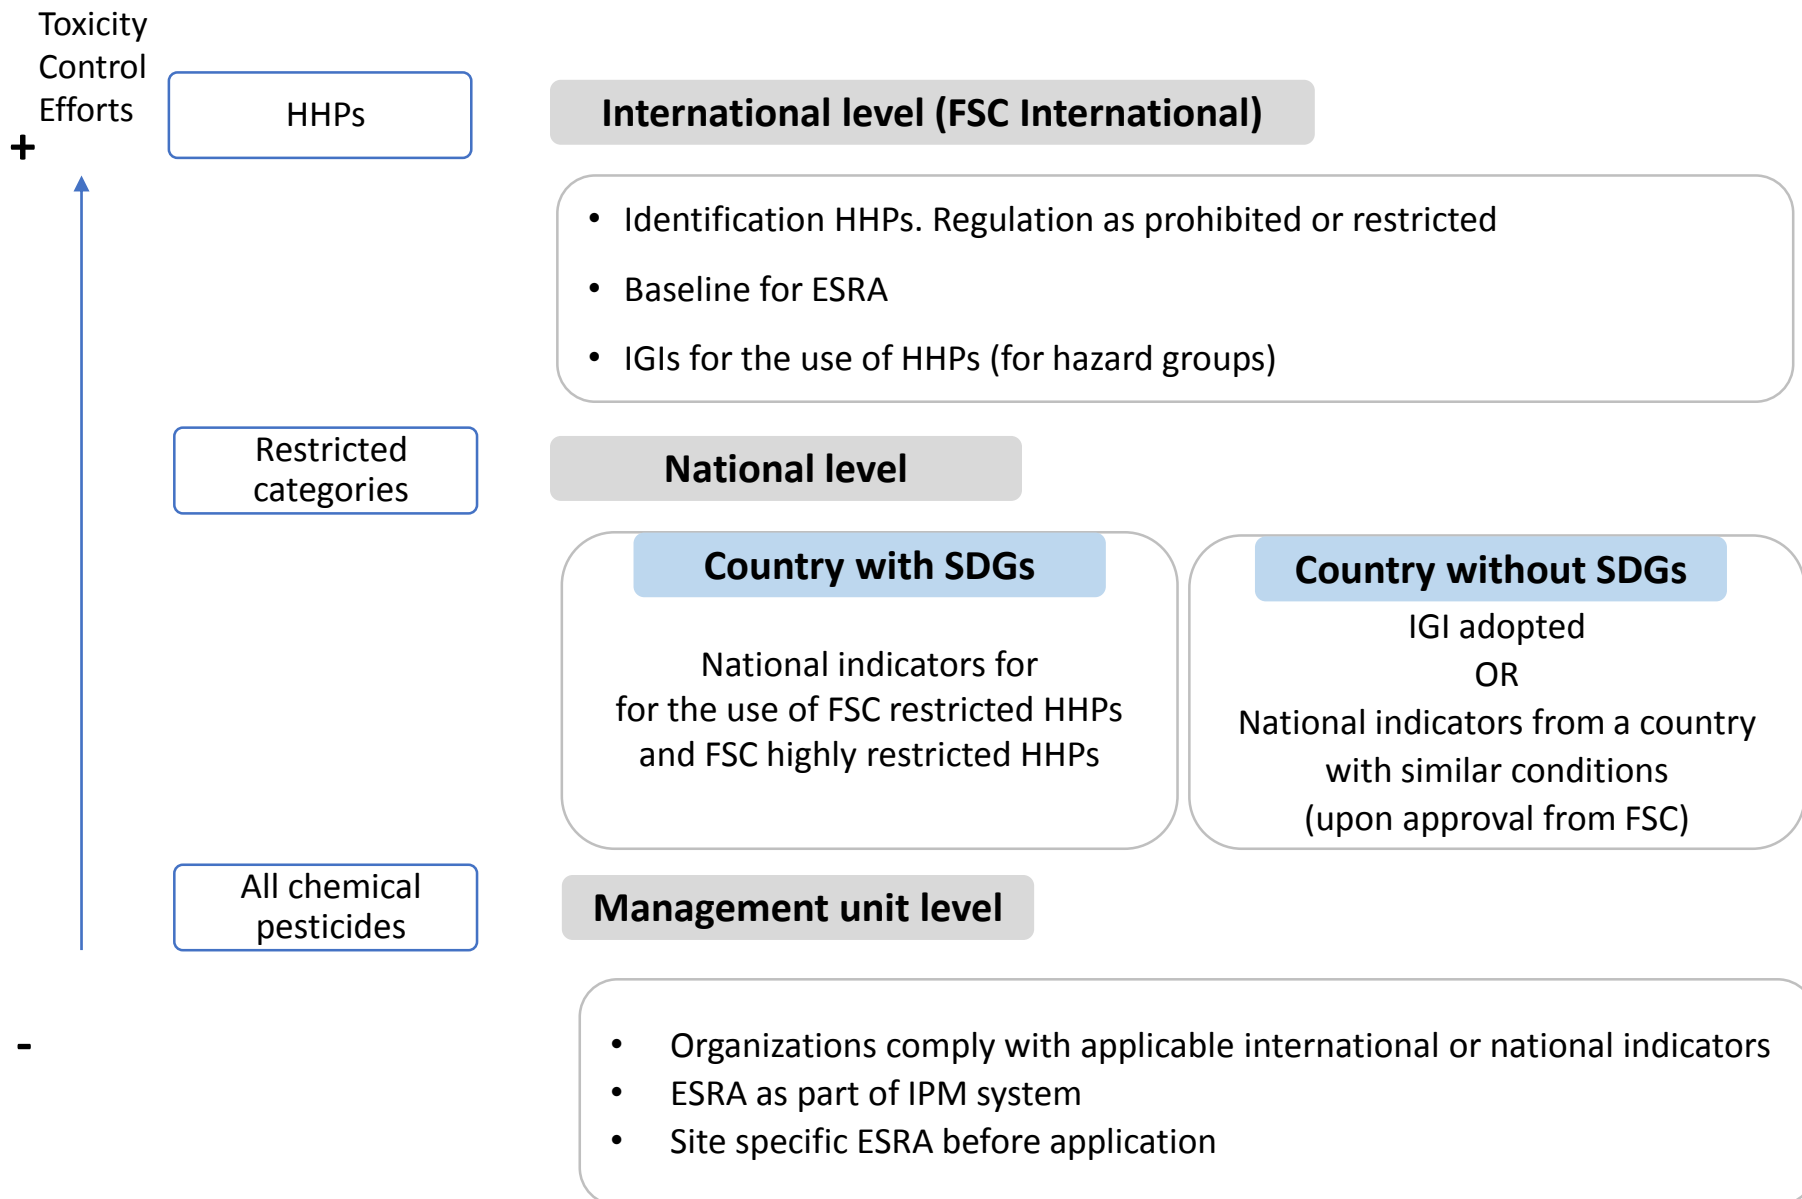 Toxicity
Control
Efforts
+
HHPs
International level (FSC International)
• Identification HHPs. Regulation as prohibited or restricted
• Baseline for ESRA
• IGIs for the use of HHPs (for hazard groups)
Restricted
categories
National level
Country with SDGs
National indicators for
for the use of FSC restricted HHPs
and FSC highly restricted HHPs
Country without SDGs
IGI adopted
OR
National indicators from a country
with similar conditions
(upon approval from FSC)
All chemical
pesticides
Management unit level
-
• Organizations comply with applicable international or national indicators
• ESRA as part of IPM system
• Site specific ESRA before application